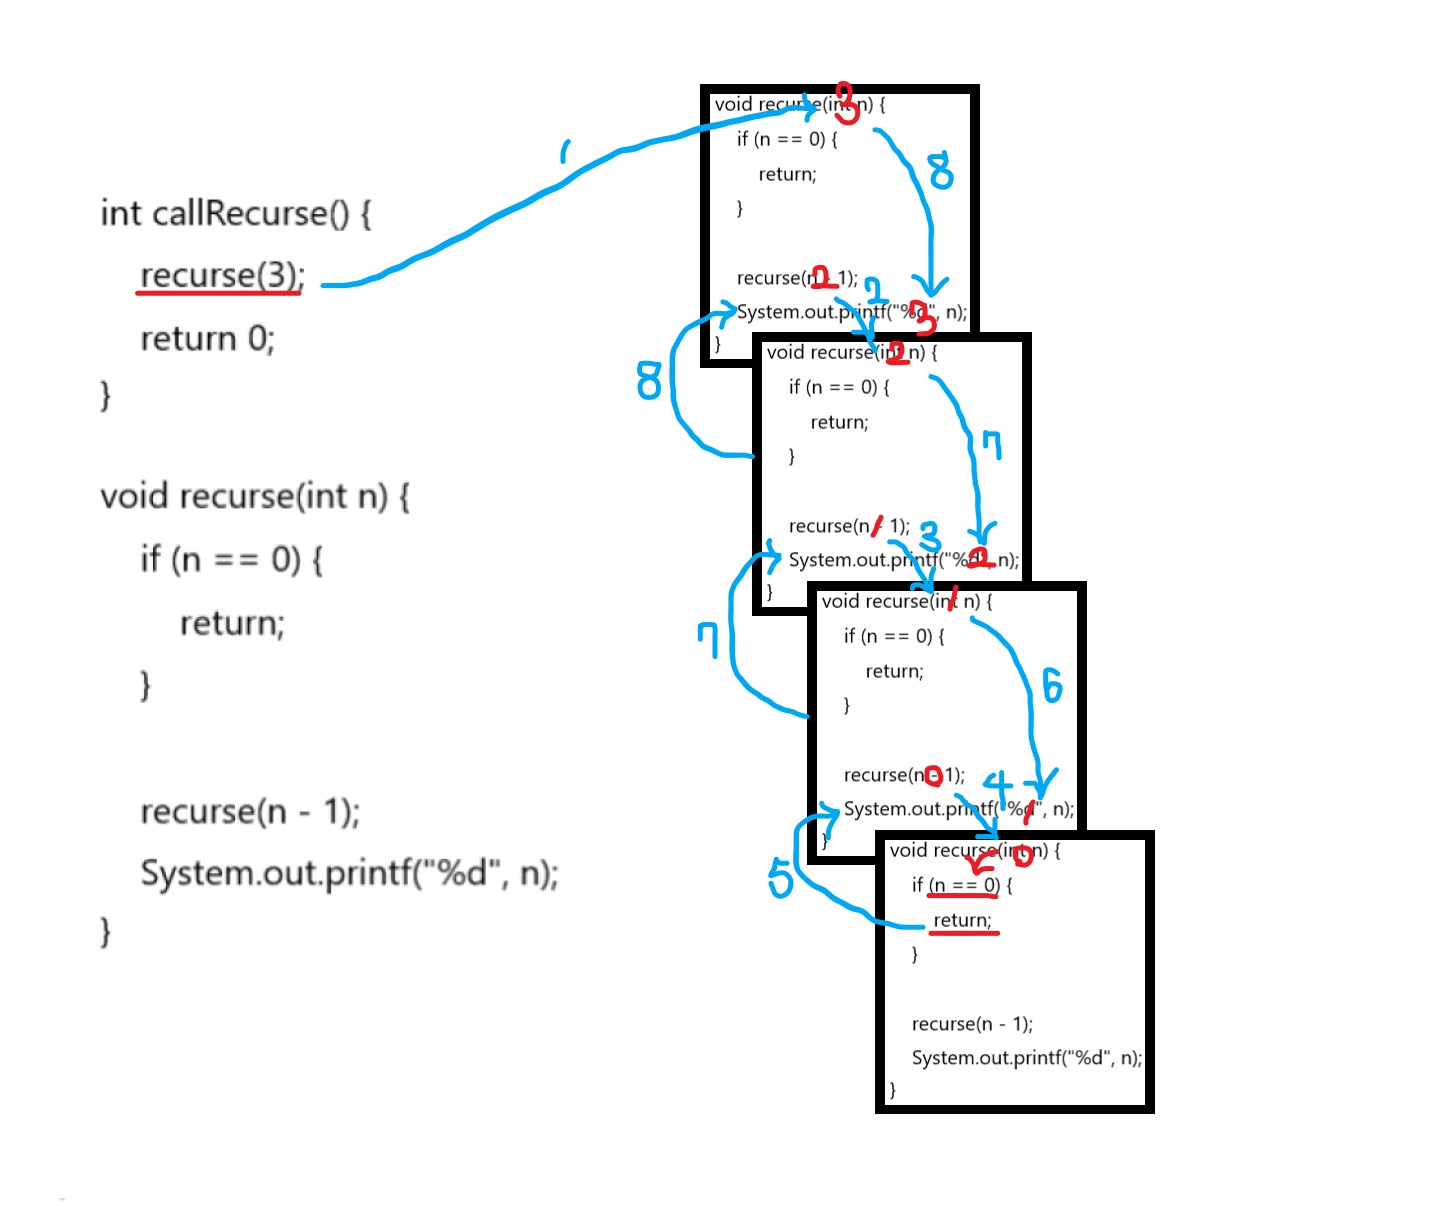 int callRecurse() {
recurse(3);
return 0;
}
void recurse(int n) {
if (n == 0) {
return;
}
recurse(n - 1);
System.out.printf("%d", n);
}
1
void recurse(int n) {
3
if (n == 0) {
return;
}
8
recurse(n - 1);
2
2
System.out.printf("%d", n);
3
}
8
void recurse(int n) {
2
if (n == 0) {
return;
}
7
recurse(n - 1);
1
3
System.out.printf("%d", n);
2
}
7
void recurse(int n) {
1
if (n == 0) {
return;
}
6
recurse(n - 1);
0
4
System.out.printf("%d", n);
1
}
5
void recurse(int n) {
0
if (n == 0) {
return;
}
recurse(n - 1);
System.out.printf("%d", n);
}